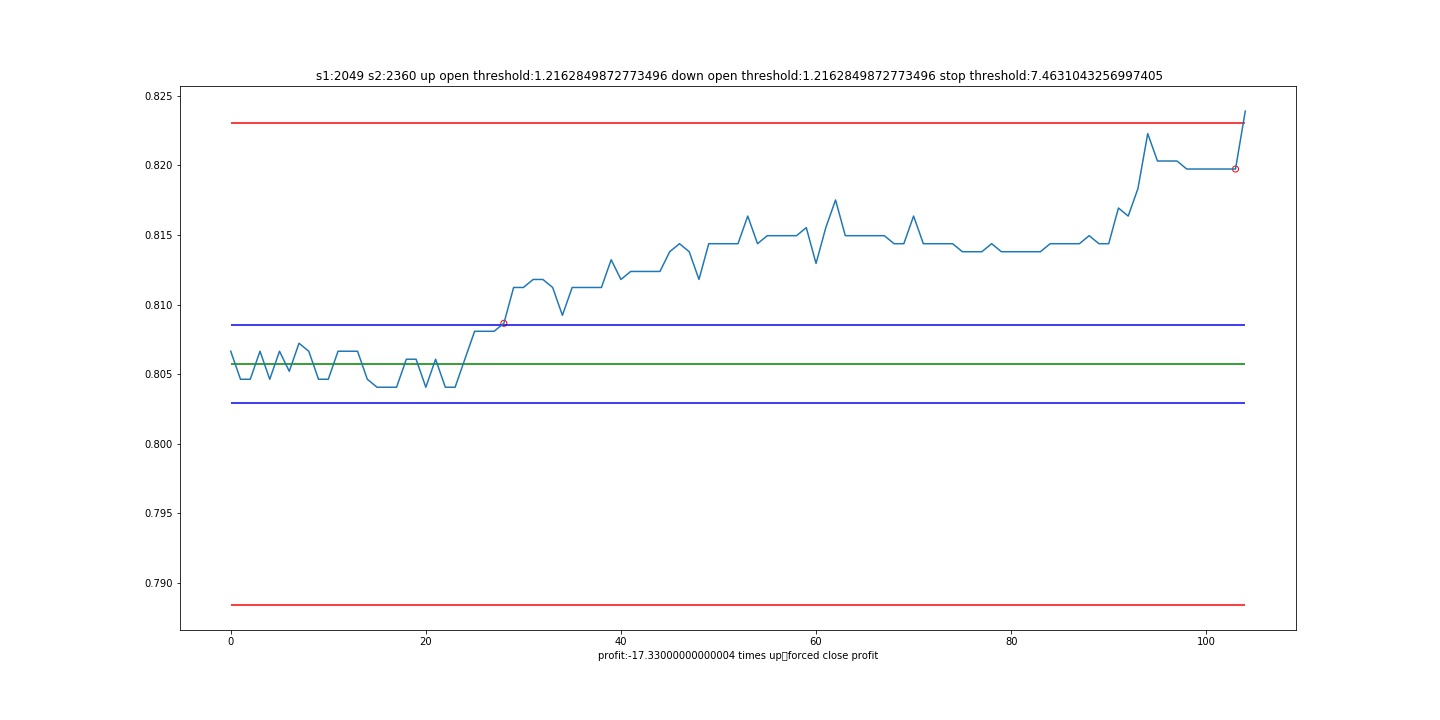 s1:2049 s2:2360 up open threshold:1.2162849872773496 down open threshold:1.2162849872773496 stop threshold:7.4631043256997405
0.825
0.820
0.815
0.810
0.805
0.800
0.795
0.790
0 20 40 60 80 100
profit:-17.33000000000004 times up▯forced close profit